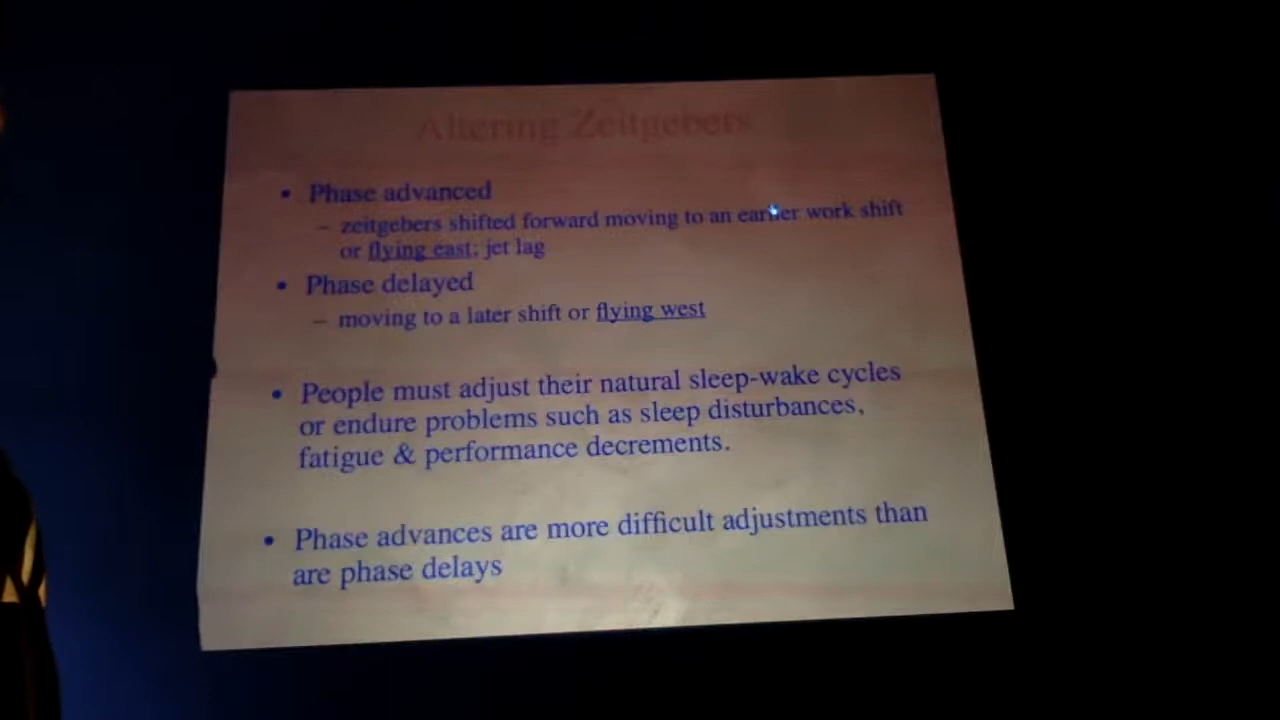 Altering Zeitgebers
• Phase advanced
– zeitgebers shifted forward moving to an earlier work shift
or flying east; jet lag
• Phase delayed
– moving to a later shift or flying west
• People must adjust their natural sleep-wake cycles
or endure problems such as sleep disturbances,
fatigue & performance decrements.
• Phase advances are more difficult adjustments than
are phase delays